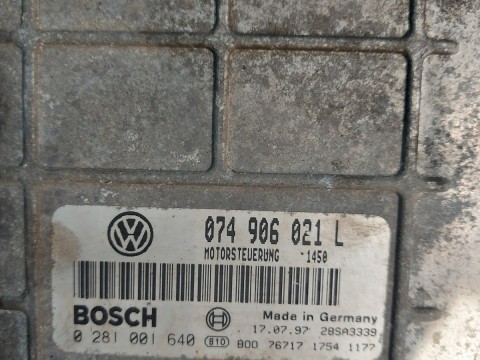 074 906 021 L
MOTORSTEUERUNG 1450
BOSCH Made in Germany
17.07.97 28SA3339
0 281 001 640 810 800 76717 1754 1177